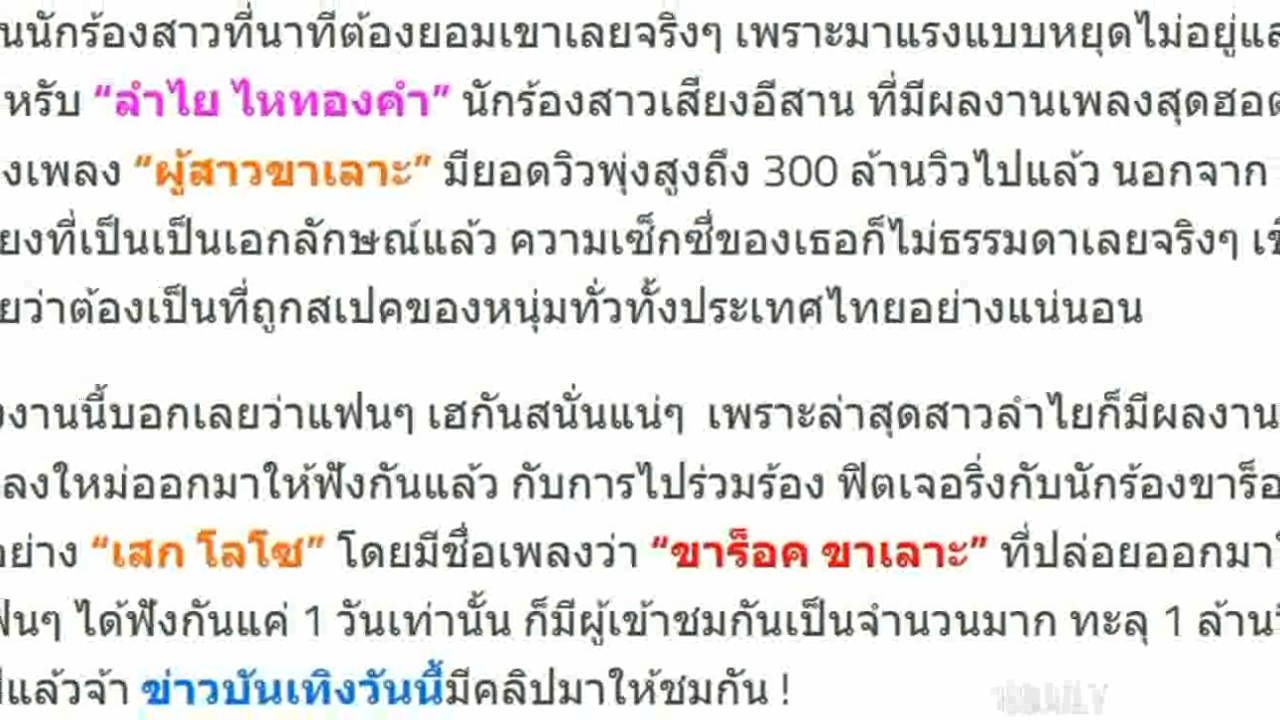 นนักร้องสาวที่นาทีต้องยอมเขาเลยจริงๆ เพราะมาแรงแบบหยุดไม่อยู่แล
หรับ “ลำไย ไหทองคำ” นักร้องสาวเสียงอีสาน ที่มีผลงานเพลงสุดฮอต
งเพลง “ผู้สาวขาเลาะ” มียอดวิวพุ่งสูงถึง 300 ล้านวิวไปแล้ว นอกจาก
ยงที่เป็นเป็นเอกลักษณ์แล้ว ความเซ็กซี่ของเธอก็ไม่ธรรมดาเลยจริงๆ เชื
ยว่าต้องเป็นที่ถูกสเปคของหนุ่มทั่วทั้งประเทศไทยอย่างแน่นอน
งงานนี้บอกเลยว่าแฟนๆ เฮกันสนั่นแน่ๆ เพราะล่าสุดสาวลำไยก็มีผลงาน
ลงใหม่ออกมาให้ฟังกันแล้ว กับการไปร่วมร้อง ฟิตเจอริ่งกับนักร้องขาร็อ
อย่าง “เสก โลโซ” โดยมีชื่อเพลงว่า “ขาร็อค ขาเลาะ” ที่ปล่อยออกมาใ
ฟนๆ ได้ฟังกันแค่ 1 วันเท่านั้น ก็มีผู้เข้าชมกันเป็นจำนวนมาก ทะลุ 1 ล้านว
แล้วจ้า ข่าวบันเทิงวันนี้มีคลิปมาให้ชมกัน !